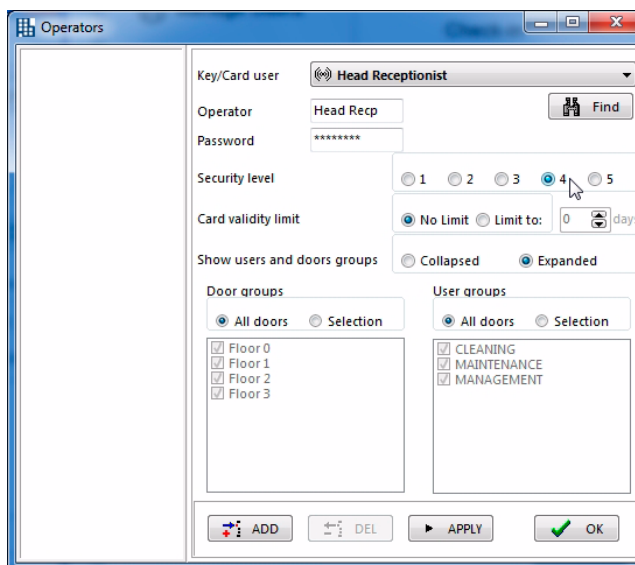 Operators
Key/Card user
Head Receptionist
Operator
Head Recp
Find
Password
********
Security level
1 2 3 4 5
Card validity limit
No Limit Limit to: 0 days
Show users and doors groups
Collapsed Expanded
Door groups
User groups
All doors Selection
All doors Selection
Floor 0
Floor 1
Floor 2
Floor 3
CLEANING
MAINTENANCE
MANAGEMENT
ADD
DEL
APPLY
OK